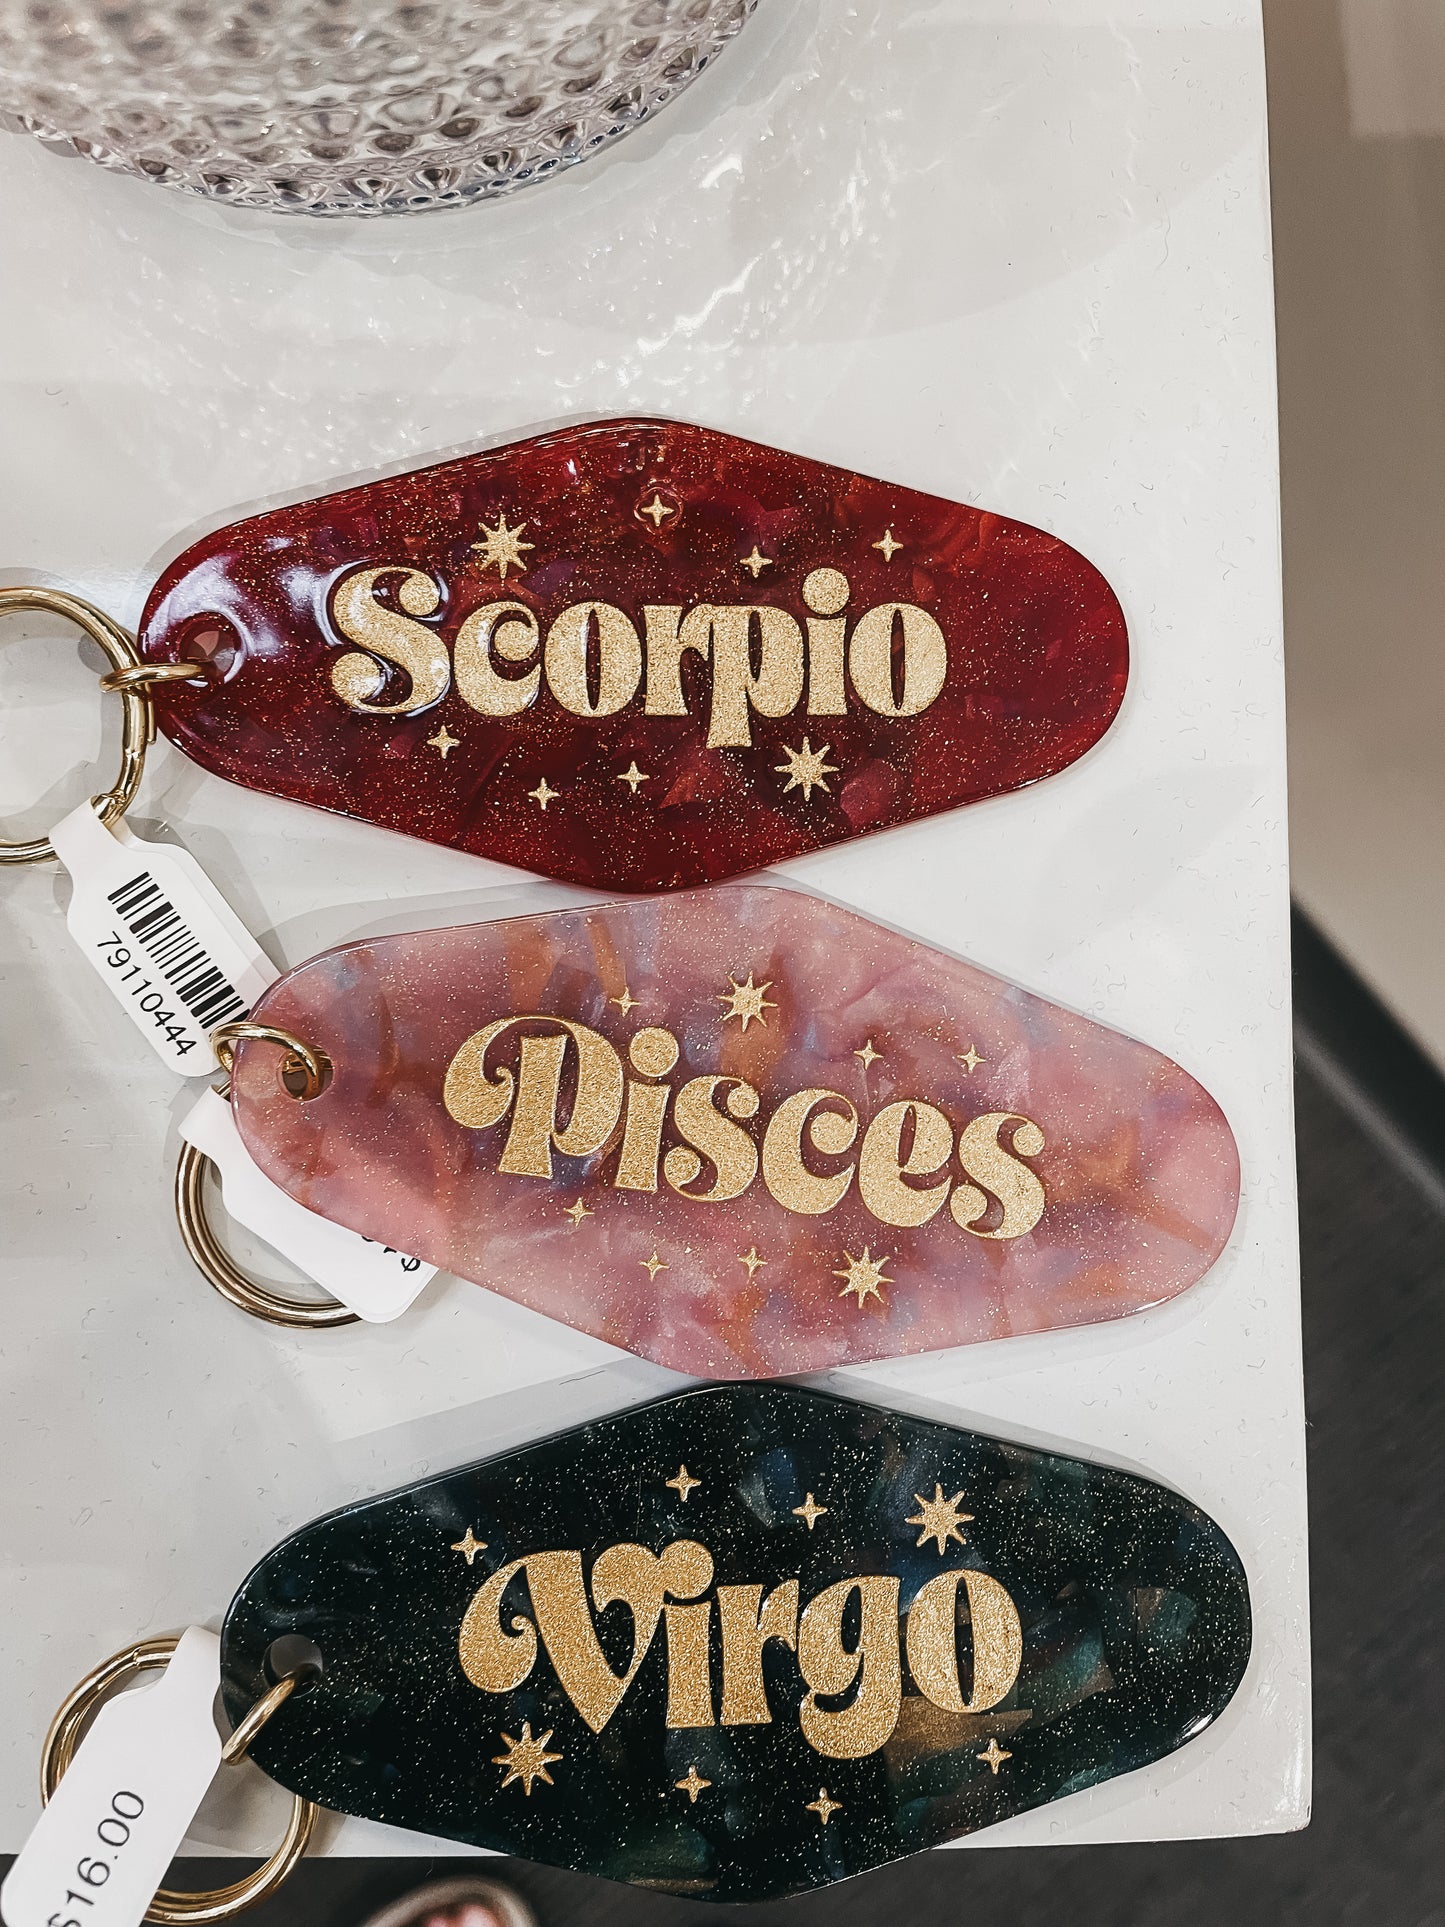 Scorpio
79110444
Pisces
$
Virgo
$16.00